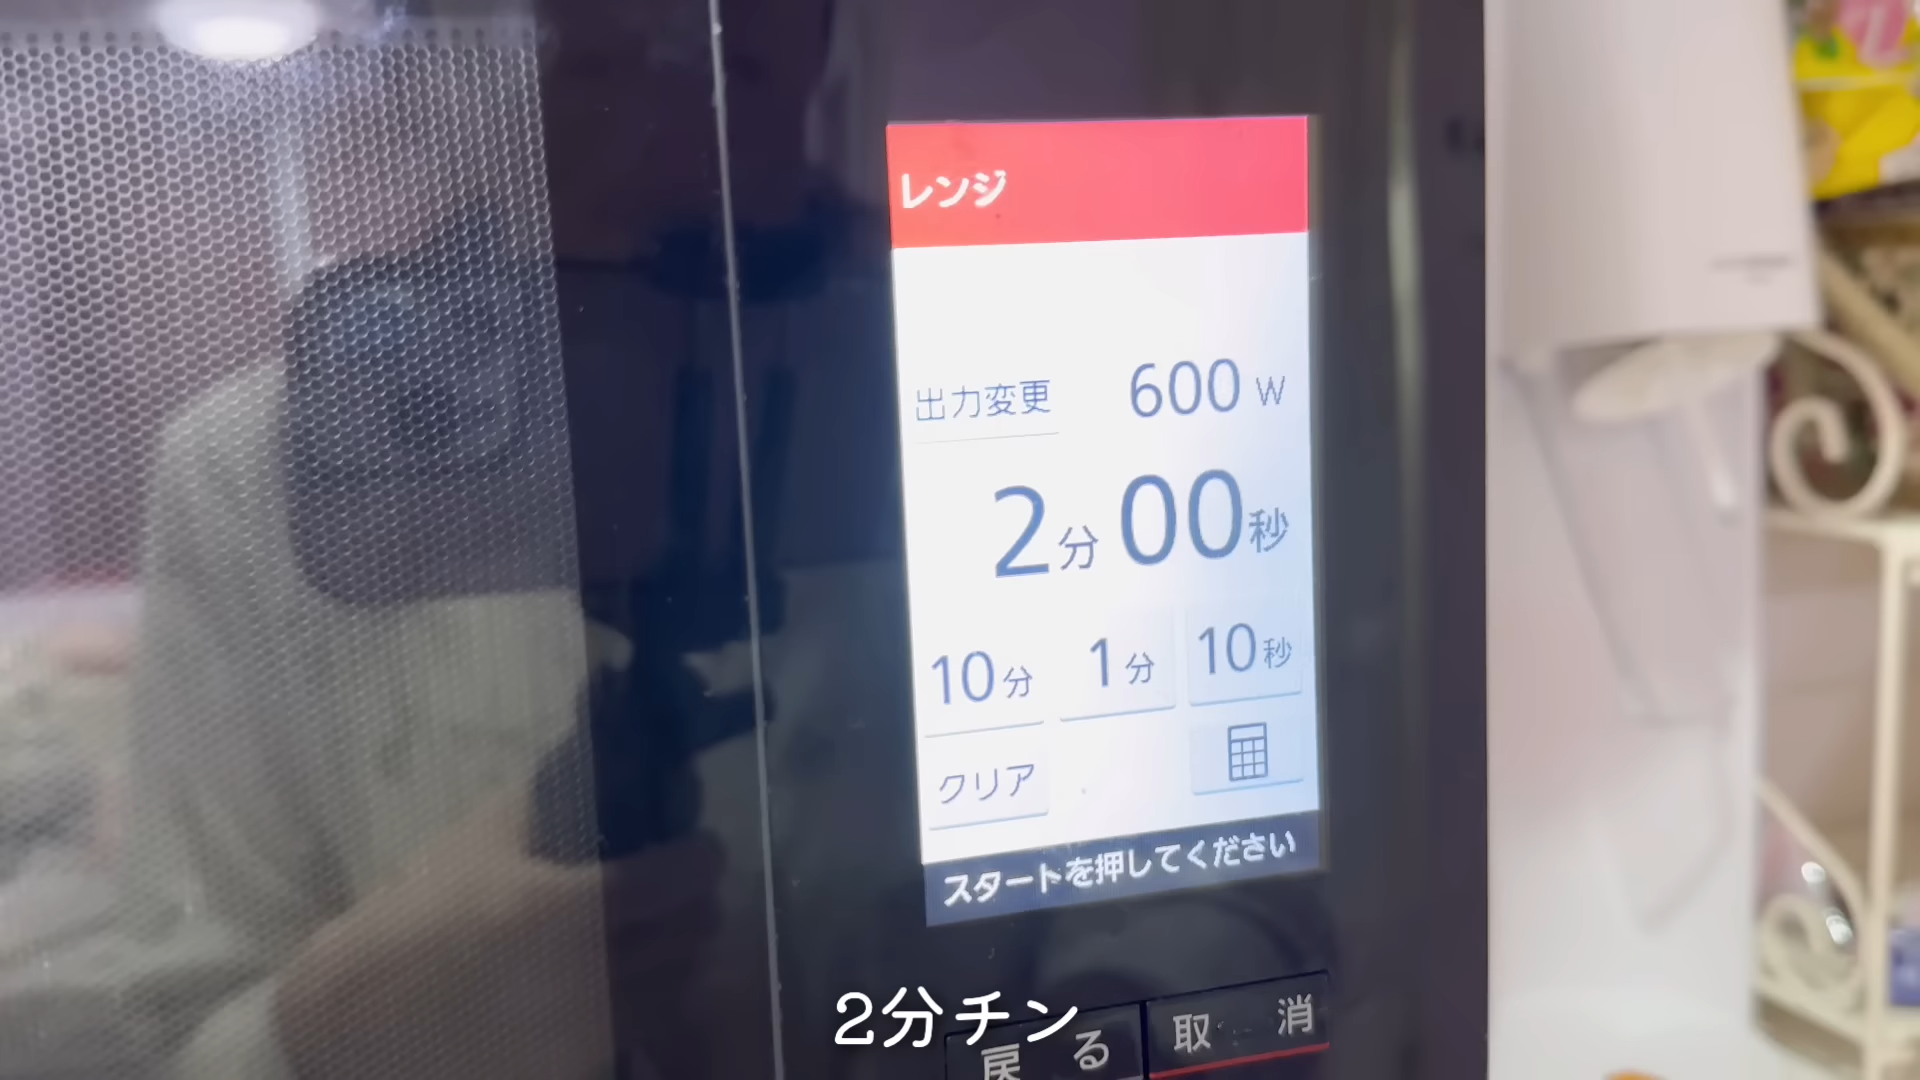 レンジ
出力変更 600 W
2分00秒
10分 1分 10秒
クリア
スタートを押してください
2分チン
戻る 取消